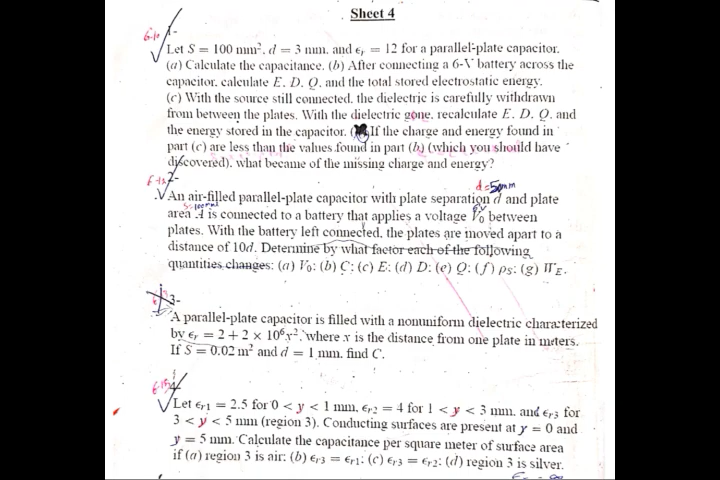 Sheet 4
6-10
1-
Let S = 100 mm², d = 3 mm, and ϵr = 12 for a parallel-plate capacitor.
(a) Calculate the capacitance. (b) After connecting a 6-V battery across the
capacitor, calculate E, D, Q, and the total stored electrostatic energy.
(c) With the source still connected, the dielectric is carefully withdrawn
from between the plates. With the dielectric gone, recalculate E, D, Q, and
the energy stored in the capacitor. ( If the charge and energy found in
part (c) are less than the values found in part (b) (which you should have
discovered), what became of the missing charge and energy?
2-
d=50mm
An air-filled parallel-plate capacitor with plate separation d and plate
area A is connected to a battery that applies a voltage V0 between
plates. With the battery left connected, the plates are moved apart to a
distance of 10d. Determine by what factor each of the following
quantities changes: (a) V0; (b) C; (c) E; (d) D; (e) Q; (f) ρS; (g) WE.
3-
A parallel-plate capacitor is filled with a nonuniform dielectric characterized
by ϵr = 2 + 2 × 10⁶x², where x is the distance from one plate in meters.
If S = 0.02 m² and d = 1 mm, find C.
4-
Let ϵr1 = 2.5 for 0 < y < 1 mm, ϵr2 = 4 for 1 < y < 3 mm, and ϵr3 for
3 < y < 5 mm (region 3). Conducting surfaces are present at y = 0 and
y = 5 mm. Calculate the capacitance per square meter of surface area
if (a) region 3 is air; (b) ϵr3 = ϵr1; (c) ϵr3 = ϵr2; (d) region 3 is silver.